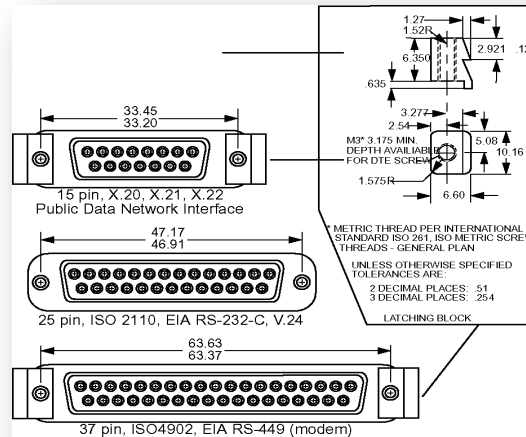 33.45
33.20
15 pin, X.20, X.21, X.22
Public Data Network Interface
47.17
46.91
25 pin, ISO 2110, EIA RS-232-C, V.24
63.63
63.37
37 pin, ISO4902, EIA RS-449 (modem)
1.27
1.52R
6.350
2.921
.635
3.277
2.54
M3* 3.175 MIN.
DEPTH AVAILIABLE
FOR DTE SCREW
5.08
10.16
1.575R
6.60
* METRIC THREAD PER INTERNATIONAL
STANDARD ISO 261, ISO METRIC SCREW
THREADS - GENERAL PLAN
UNLESS OTHERWISE SPECIFIED
TOLERANCES ARE:
2 DECIMAL PLACES: .51
3 DECIMAL PLACES: .254
LATCHING BLOCK